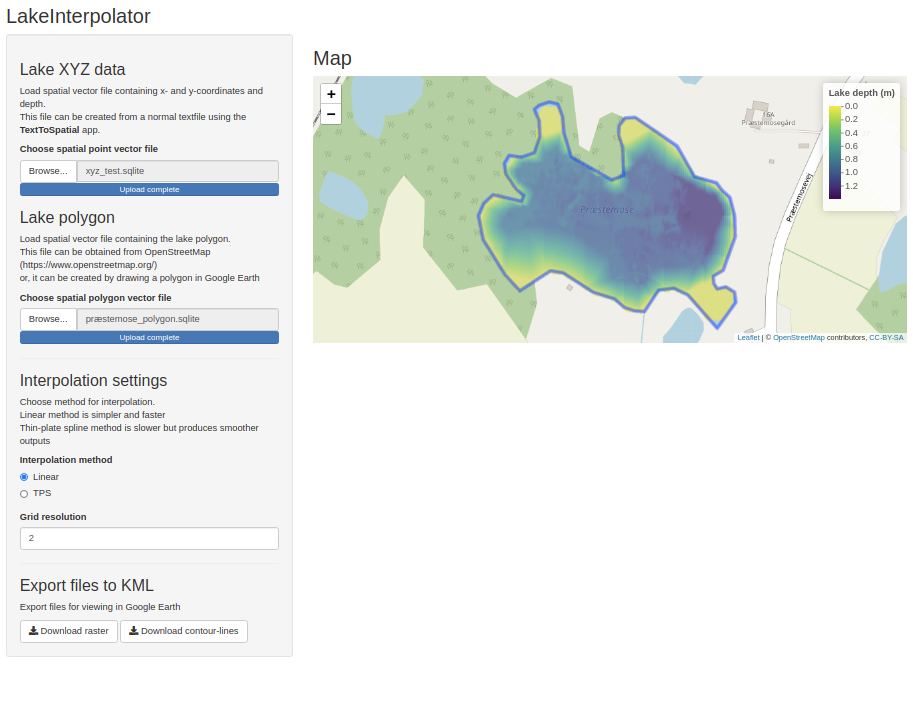 LakeInterpolator
Lake XYZ data
Load spatial vector file containing x- and y-coordinates and
depth.
This file can be created from a normal textfile using the
TextToSpatial app.
Choose spatial point vector file
Browse... xyz_test.sqlite
Upload complete
Lake polygon
Load spatial vector file containing the lake polygon.
This file can be obtained from OpenStreetMap
(https://www.openstreetmap.org/)
or, it can be created by drawing a polygon in Google Earth
Choose spatial polygon vector file
Browse... præstemose_polygon.sqlite
Upload complete
Interpolation settings
Choose method for interpolation.
Linear method is simpler and faster
Thin-plate spline method is slower but produces smoother
outputs
Interpolation method
Linear
TPS
Grid resolution
2
Export files to KML
Export files for viewing in Google Earth
Download raster Download contour-lines
Map
+
−
Præstemose
16A
Præstemosegård
Præstemosevej
Lake depth (m)
0.0
0.2
0.4
0.6
0.8
1.0
1.2
Leaflet | © OpenStreetMap contributors, CC-BY-SA